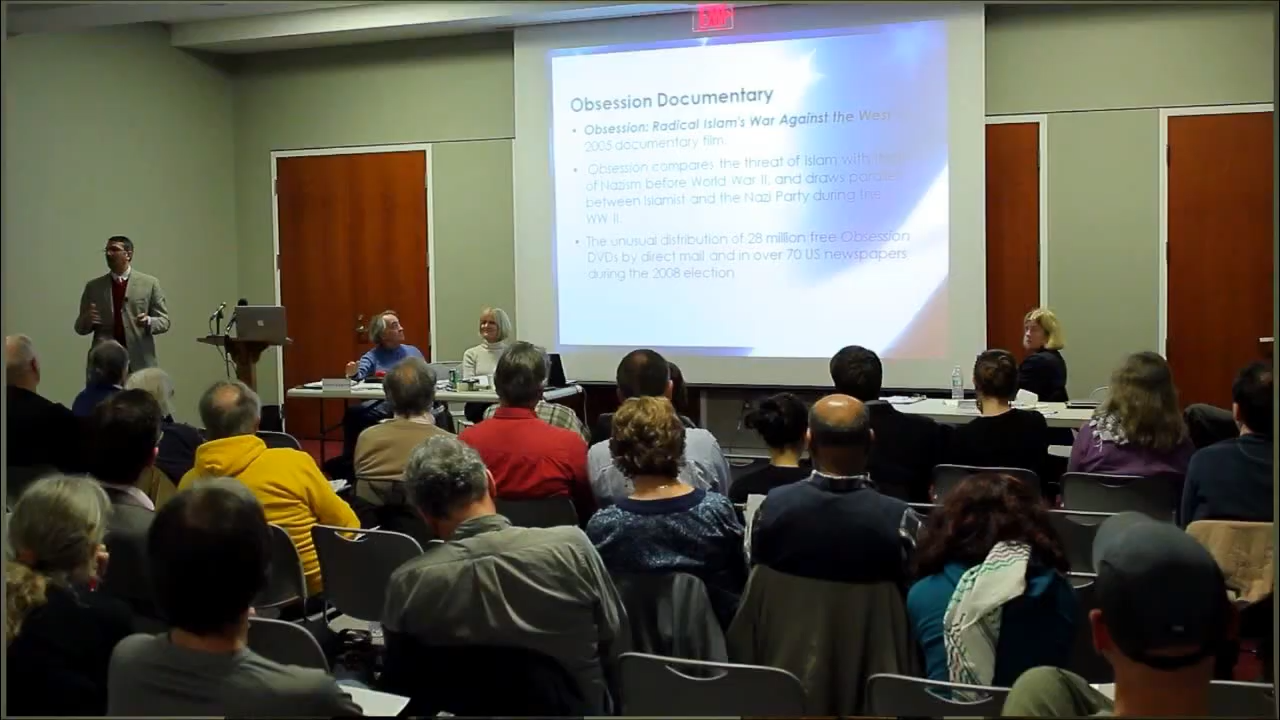 EXIT
Obsession Documentary
• Obsession: Radical Islam's War Against the West
2005 documentary film.
• Obsession compares the threat of Islam with
of Nazism before World War II, and draws
between Islamist and the Nazi Party during the
WW II.
• The unusual distribution of 28 million free Obsession
DVDs by direct mail and in over 70 US newspapers
during the 2008 election